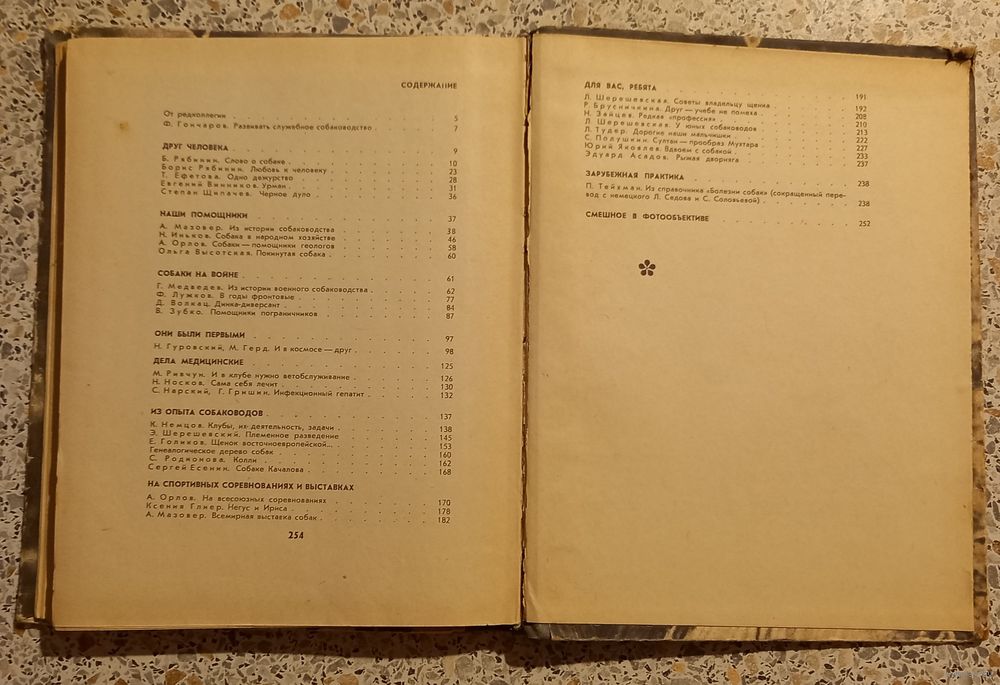 СОДЕРЖАНИЕ
От редколлегии 5
Ф. Гончаров. Развивать служебное собаководство 7
ДРУГ ЧЕЛОВЕКА 9
Б. Рябинин. Слово о собаке 10
Борис Рябинин. Любовь к человеку 23
Т. Ефетова. Одно дежурство 28
Евгений Винников. Урман 31
Степан Щипачев. Черное дуло 36
НАШИ ПОМОЩНИКИ 37
А. Мазовер. Из истории собаководства 38
Н. Иньков. Собака в народном хозяйстве 46
А. Орлов. Собаки — помощники геологов 58
Ольга Высотская. Покинутая собака 60
СОБАКИ НА ВОЙНЕ 61
Г. Медведев. Из истории военного собаководства 62
Ф. Лужков. В годы фронтовые 77
Д. Волкац. Динка-диверсант 84
В. Зубко. Помощники пограничников 87
ОНИ БЫЛИ ПЕРВЫМИ 97
Н. Гуровский, М. Герд. И в космосе — друг 98
ДЕЛА МЕДИЦИНСКИЕ 125
М. Ривчун. И в клубе нужно ветобслуживание 126
Н. Носков. Сама себя лечит 130
С. Нарский, Г. Гришин. Инфекционный гепатит 132
ИЗ ОПЫТА СОБАКОВОДОВ 137
К. Немцов. Клубы, их деятельность, задачи 138
Э. Шерешевский. Племенное разведение 145
Е. Голиков. Щенок восточноевропейской... 153
Генеалогическое дерево собак 160
С. Родионова. Колли 162
Сергей Есенин. Собаке Качалова 168
НА СПОРТИВНЫХ СОРЕВНОВАНИЯХ И ВЫСТАВКАХ
А. Орлов. На всесоюзных соревнованиях 170
Ксения Глиер. Негус и Ириса 178
А. Мазовер. Всемирная выставка собак 182
254
ДЛЯ ВАС, РЕБЯТА 191
Л. Шерешевская. Советы владельцу щенка 192
Р. Брусничкина. Друг — учебе не помеха 208
Н. Зайцев. Редкая «профессия» 210
Л. Шерешевская. У юных собаководов 213
Л. Тудер. Дорогие наши мальчишки 222
С. Подушкин. Султан — прообраз Мухтара 227
Юрий Яковлев. Вдвоем с собакой 233
Эдуард Асадов. Рыжая дворняга 237
ЗАРУБЕЖНАЯ ПРАКТИКА 238
П. Тейхман. Из справочника «Болезни собак» (сокращенный пере-
вод с немецкого Л. Седова и С. Соловьевой) 238
СМЕШНОЕ В ФОТООБЪЕКТИВЕ 252